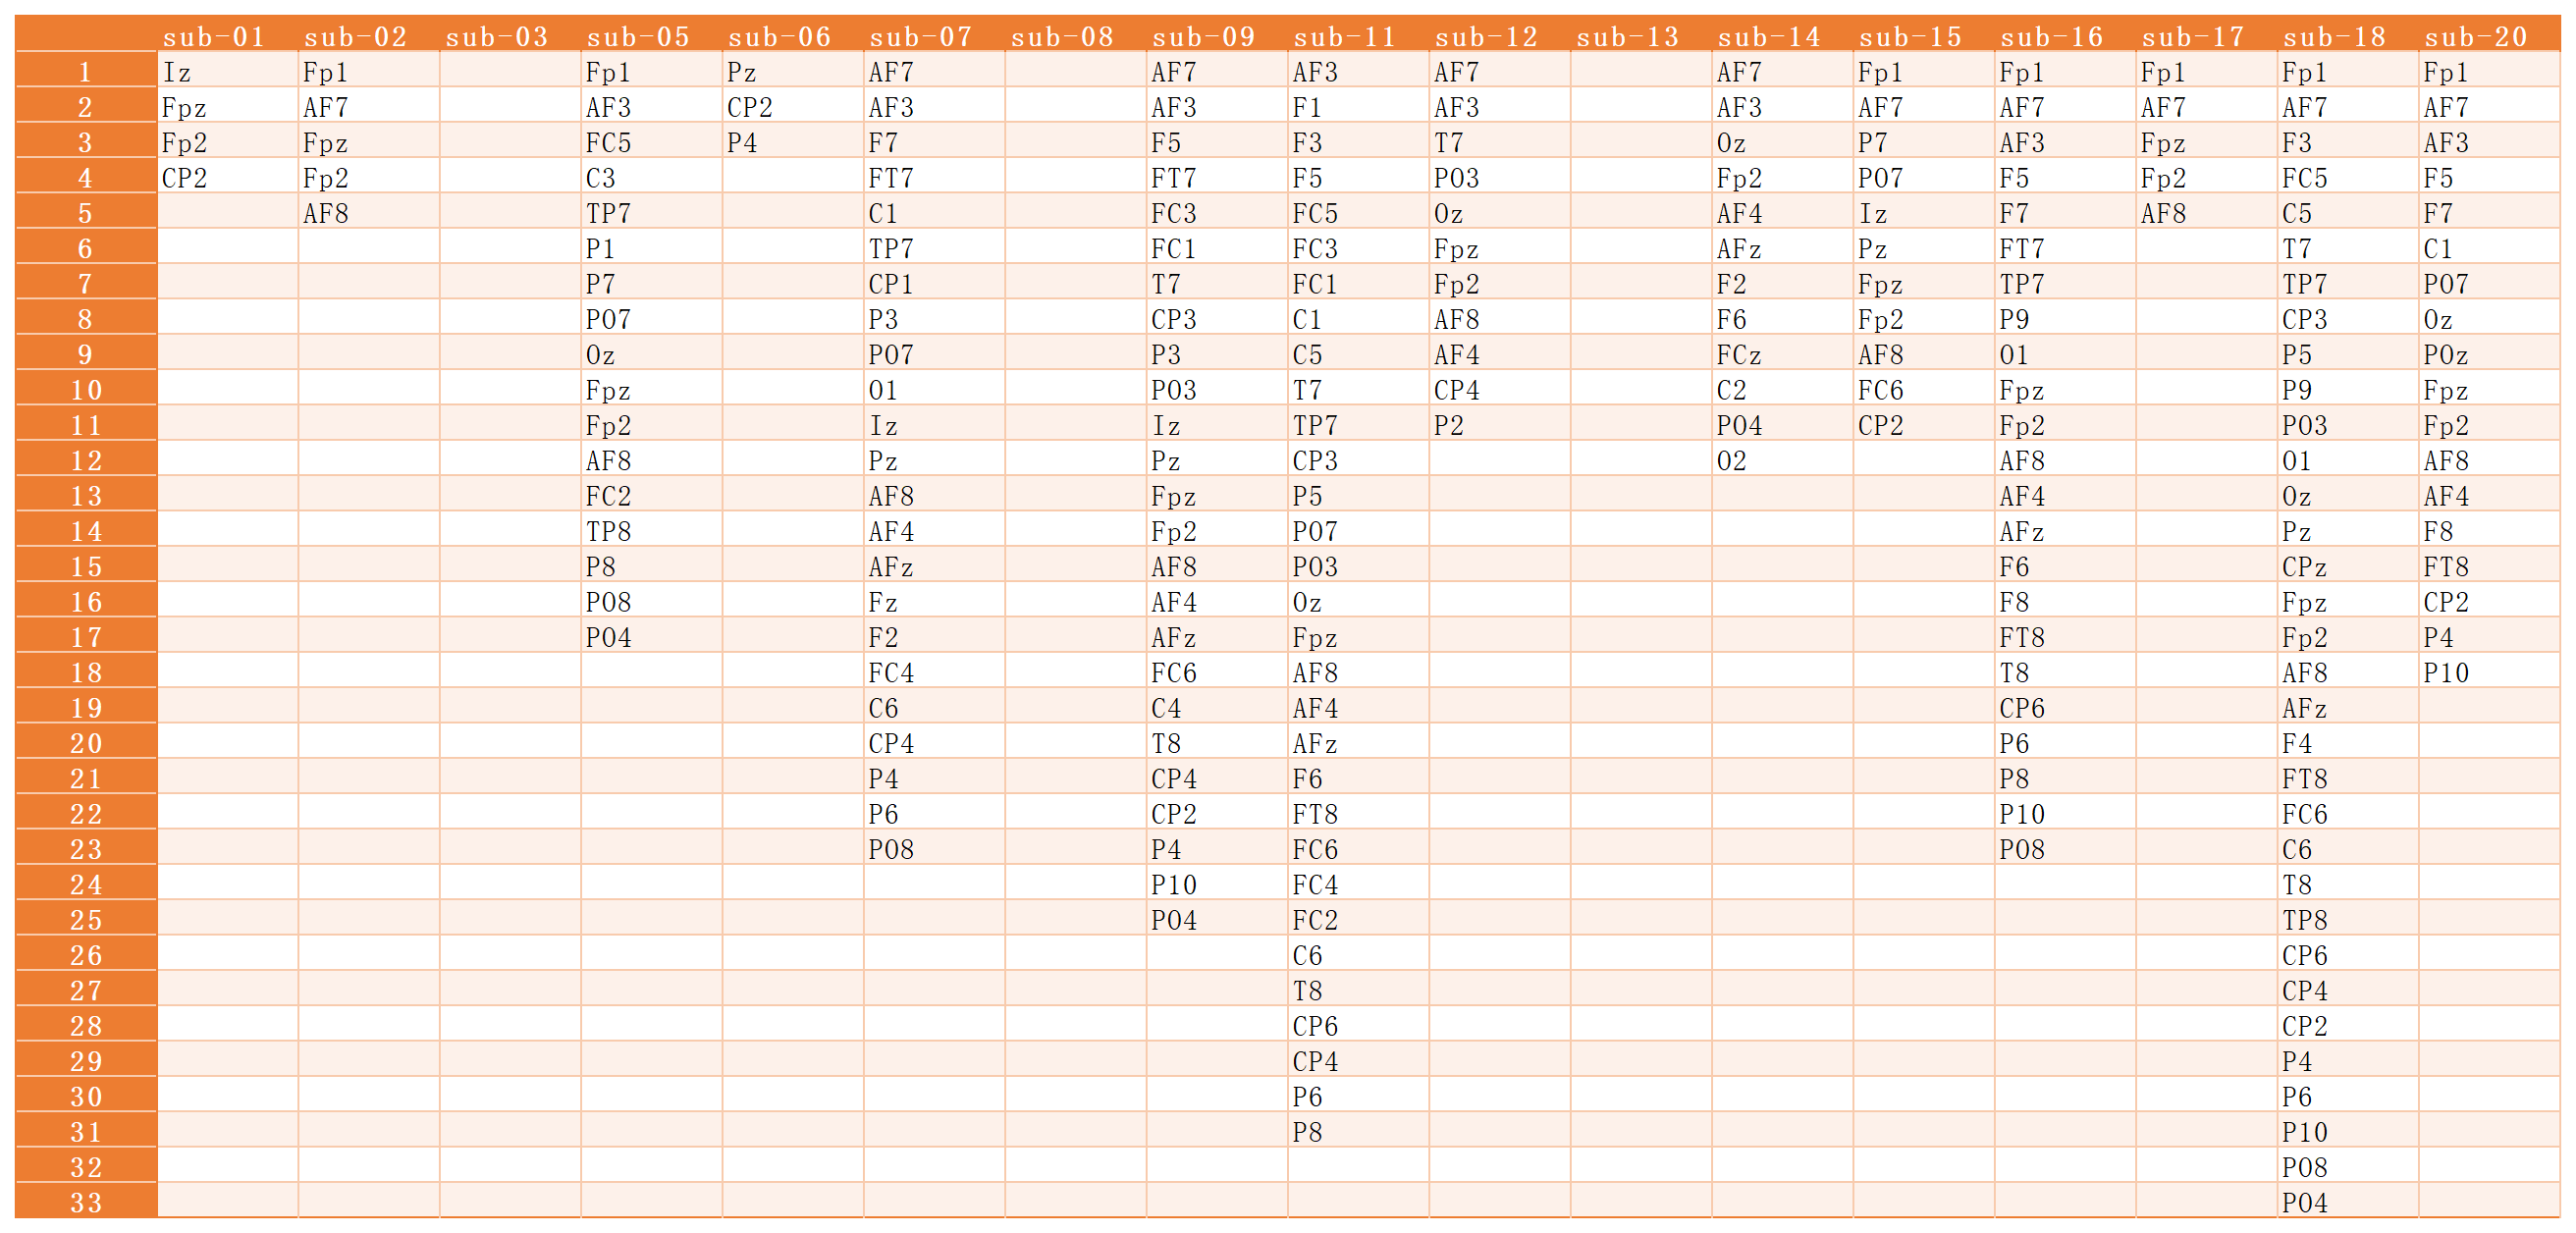 sub-01 sub-02 sub-03 sub-05 sub-06 sub-07 sub-08 sub-09 sub-11 sub-12 sub-13 sub-14 sub-15 sub-16 sub-17 sub-18 sub-20
1 Iz Fp1 Fp1 Pz AF7 AF7 AF3 AF7 AF7 Fp1 Fp1 Fp1 Fp1 Fp1
2 Fpz AF7 AF3 CP2 AF3 AF3 F1 AF3 AF3 AF7 AF7 AF7 AF7 AF7
3 Fp2 Fpz FC5 P4 F7 F5 F3 T7 Oz P7 AF3 Fpz F3 AF3
4 CP2 Fp2 C3 FT7 FT7 F5 PO3 Fp2 PO7 F5 Fp2 FC5 F5
5 AF8 TP7 C1 FC3 FC5 Oz AF4 Iz F7 AF8 C5 F7
6 P1 TP7 FC1 FC3 Fpz AFz Pz FT7 T7 C1
7 P7 CP1 T7 FC1 Fp2 F2 Fpz TP7 TP7 PO7
8 PO7 P3 CP3 C1 AF8 F6 Fp2 P9 CP3 Oz
9 Oz PO7 P3 C5 AF4 FCz AF8 O1 P5 POz
10 Fpz O1 PO3 T7 CP4 C2 FC6 Fpz P9 Fpz
11 Fp2 Iz Iz TP7 P2 PO4 CP2 Fp2 PO3 Fp2
12 AF8 Pz Pz CP3 O2 AF8 O1 AF8
13 FC2 AF8 Fpz P5 AF4 Oz AF4
14 TP8 AF4 Fp2 PO7 AFz Pz F8
15 P8 AFz AF8 PO3 F6 CPz FT8
16 PO8 Fz AF4 Oz F8 Fpz CP2
17 PO4 F2 AFz Fpz FT8 Fp2 P4
18 FC4 FC6 AF8 T8 AF8 P10
19 C6 C4 AF4 CP6 AFz
20 CP4 T8 AFz P6 F4
21 P4 CP4 F6 P8 FT8
22 P6 CP2 FT8 P10 FC6
23 PO8 P4 FC6 PO8 C6
24 P10 FC4 T8
25 PO4 FC2 TP8
26 C6 CP6
27 T8 CP4
28 CP6 CP2
29 CP4 P4
30 P6 P6
31 P8 P10
32 PO8
33 PO4